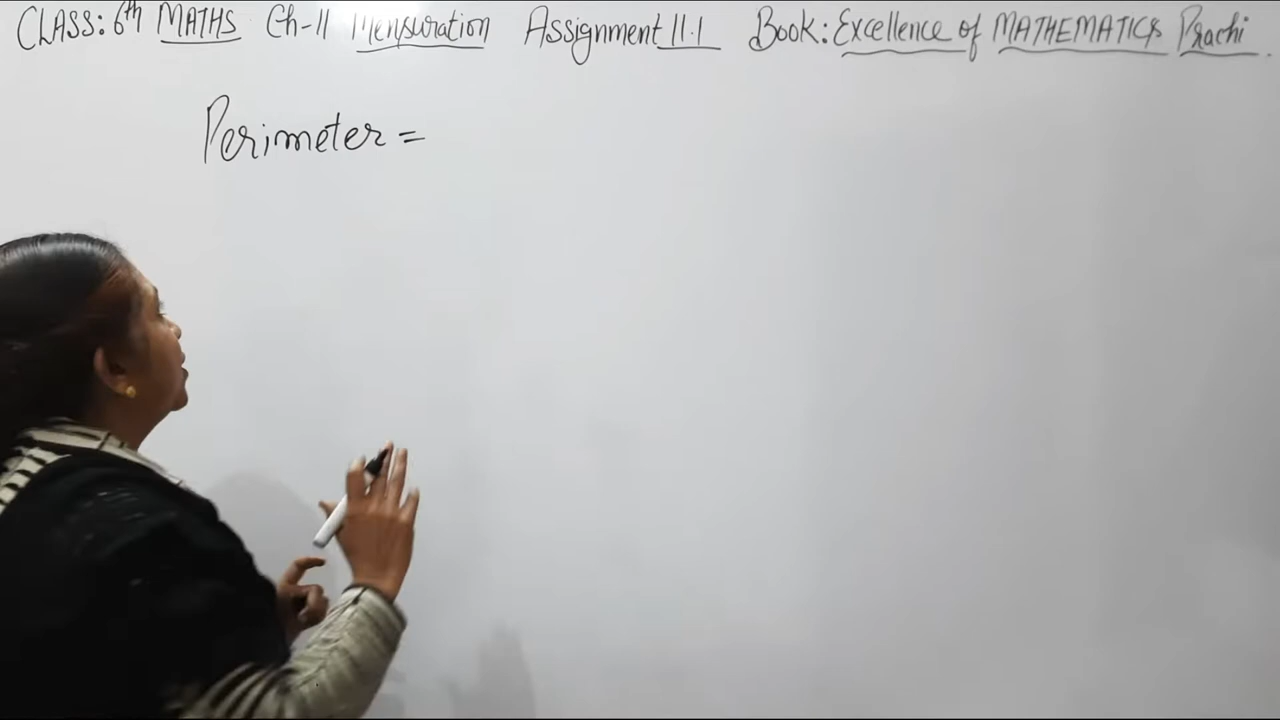 CLASS: 6th MATHS Ch-11 Mensuration Assignment 11.1 Book: Excellence of MATHEMATICS Prachi.
Perimeter =